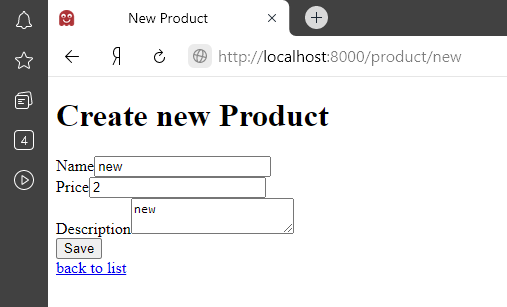 New Product
http://localhost:8000/product/new
4
Create new Product
Name new
Price 2
Description new
Save
back to list